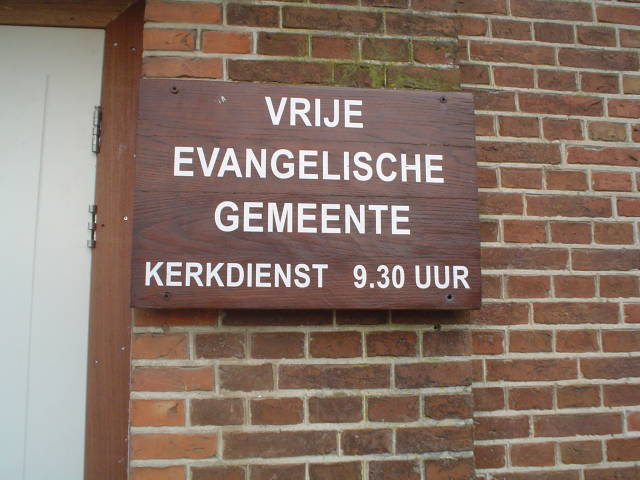 VRIJE
EVANGELISCHE
GEMEENTE
KERKDIENST 9.30 UUR